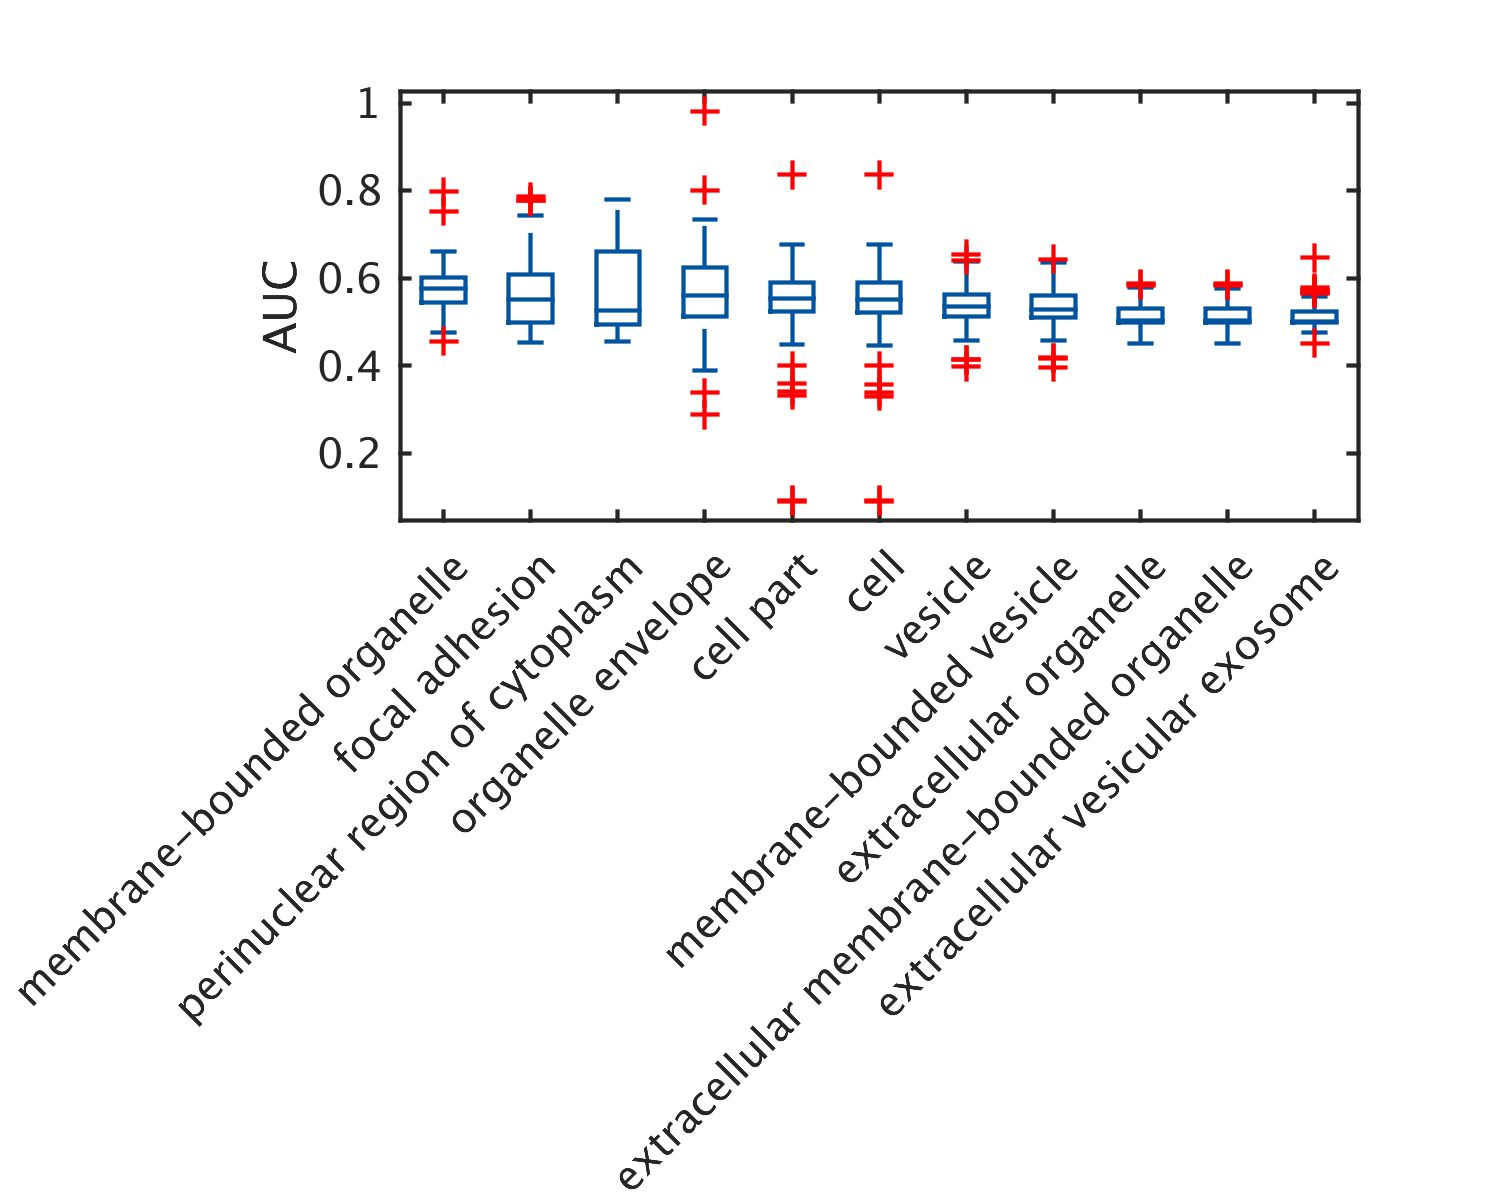 1
0.8
0.6
0.4
0.2
AUC
membrane-bounded organelle
focal adhesion
perinuclear region of cytoplasm
organelle envelope
cell part
cell
vesicle
membrane-bounded vesicle
extracellular organelle
extracellular membrane-bounded organelle
extracellular vesicular exosome